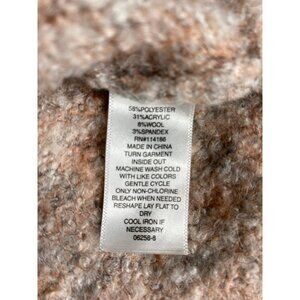 58%POLYESTER
31%ACRYLIC
8%WOOL
3%SPANDEX
RN#114186
MADE IN CHINA
TURN GARMENT
INSIDE OUT
MACHINE WASH COLD
WITH LIKE COLORS
GENTLE CYCLE
ONLY NON-CHLORINE
BLEACH WHEN NEEDED
RESHAPE LAY FLAT TO
DRY
COOL IRON IF
NECESSARY
06258-8